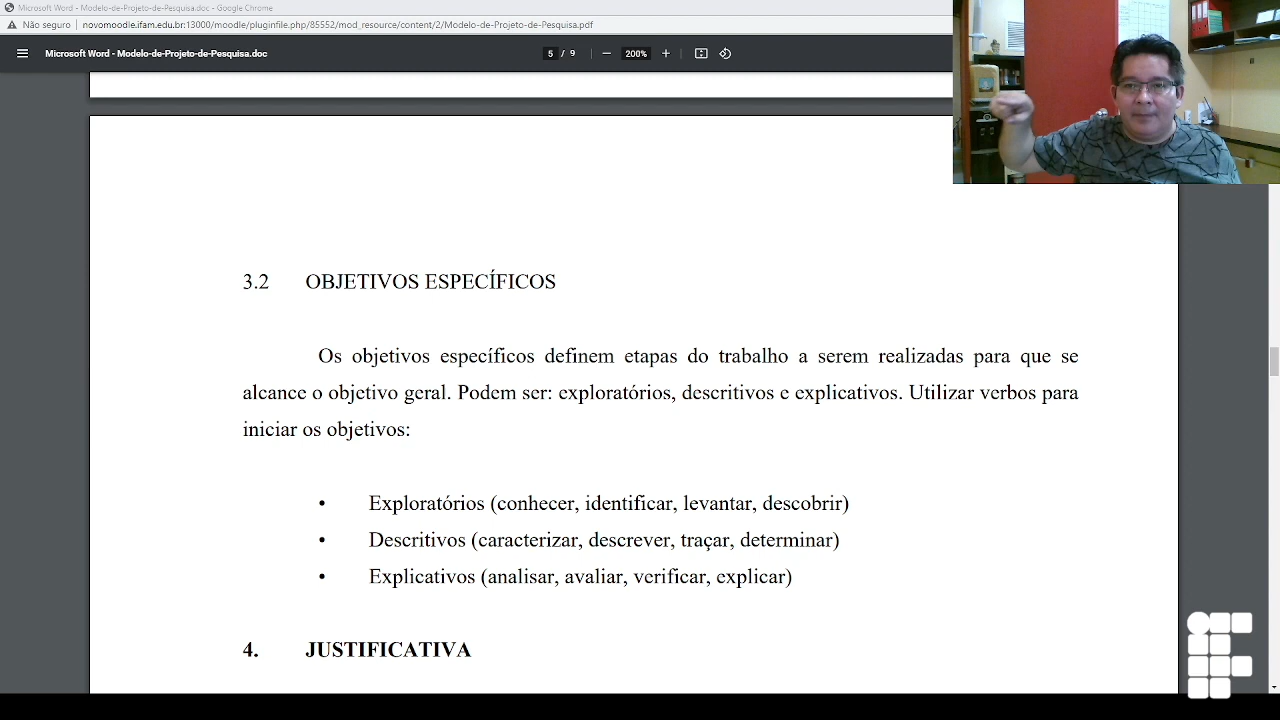 Microsoft Word - Modelo-de-Projeto-de-Pesquisa.doc - Google Chrome
Não seguro | novomoodle.ifam.edu.br:13000/moodle/pluginfile.php/85552/mod_resource/content/2/Modelo-de-Projeto-de-Pesquisa.pdf
Microsoft Word - Modelo-de-Projeto-de-Pesquisa.doc 5 / 9 | − 200% +
3.2 OBJETIVOS ESPECÍFICOS
Os objetivos específicos definem etapas do trabalho a serem realizadas para que se
alcance o objetivo geral. Podem ser: exploratórios, descritivos e explicativos. Utilizar verbos para
iniciar os objetivos:
• Exploratórios (conhecer, identificar, levantar, descobrir)
• Descritivos (caracterizar, descrever, traçar, determinar)
• Explicativos (analisar, avaliar, verificar, explicar)
4. JUSTIFICATIVA